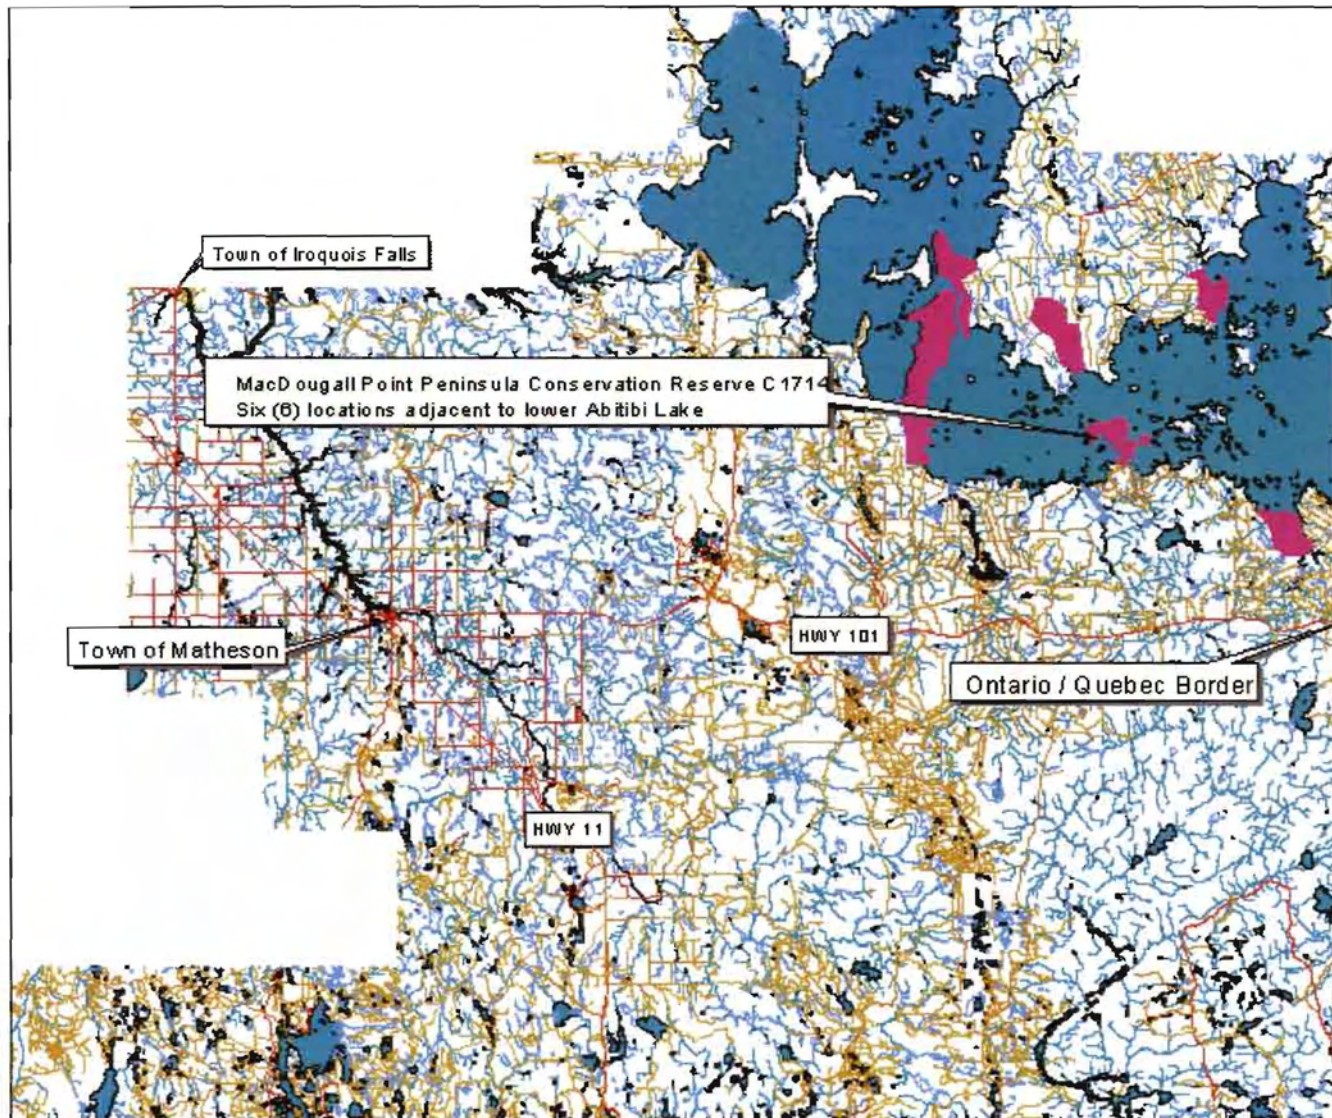 Town of Iroquois Falls
MacDougall Point Peninsula Conservation Reserve C1714
Six (6) locations adjacent to lower Abitibi Lake
HWY 101
Town of Matheson
Ontario / Quebec Border
HWY 11